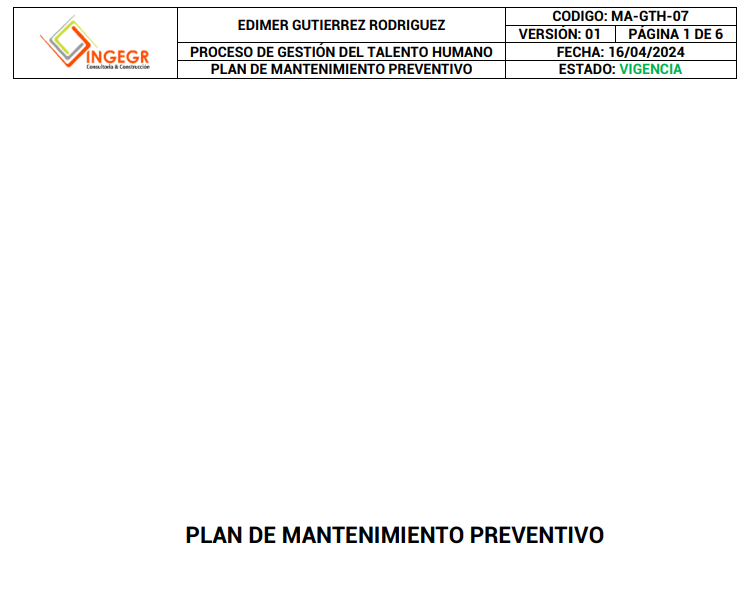 INGEGR
Consultoría & Construcción
EDIMER GUTIERREZ RODRIGUEZ
CODIGO: MA-GTH-07
VERSIÓN: 01 PÁGINA 1 DE 6
PROCESO DE GESTIÓN DEL TALENTO HUMANO
FECHA: 16/04/2024
PLAN DE MANTENIMIENTO PREVENTIVO
ESTADO: VIGENCIA
PLAN DE MANTENIMIENTO PREVENTIVO